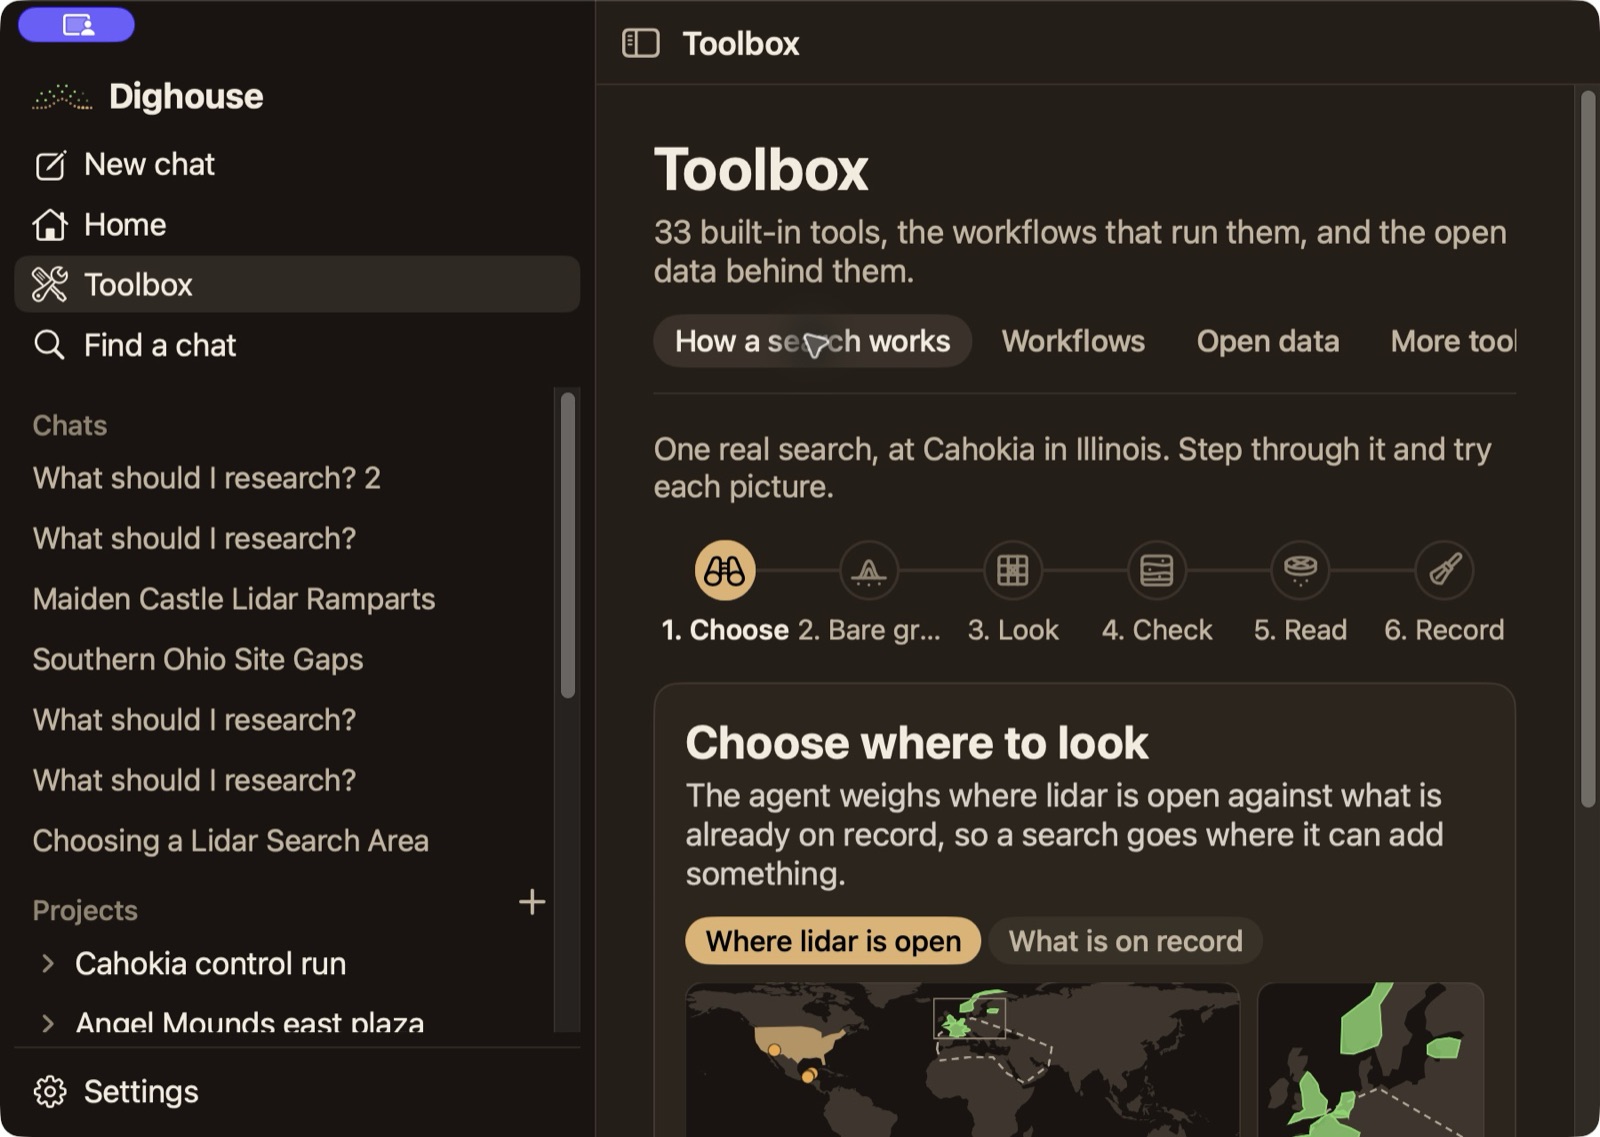 Dighouse
New chat
Home
Toolbox
Find a chat
Chats
What should I research? 2
What should I research?
Maiden Castle Lidar Ramparts
Southern Ohio Site Gaps
What should I research?
What should I research?
Choosing a Lidar Search Area
Projects
Cahokia control run
Angel Mounds east plaza
Settings
Toolbox
Toolbox
33 built-in tools, the workflows that run them, and the open
data behind them.
How a search works Workflows Open data More tool
One real search, at Cahokia in Illinois. Step through it and try
each picture.
1. Choose 2. Bare gr... 3. Look 4. Check 5. Read 6. Record
Choose where to look
The agent weighs where lidar is open against what is
already on record, so a search goes where it can add
something.
Where lidar is open What is on record